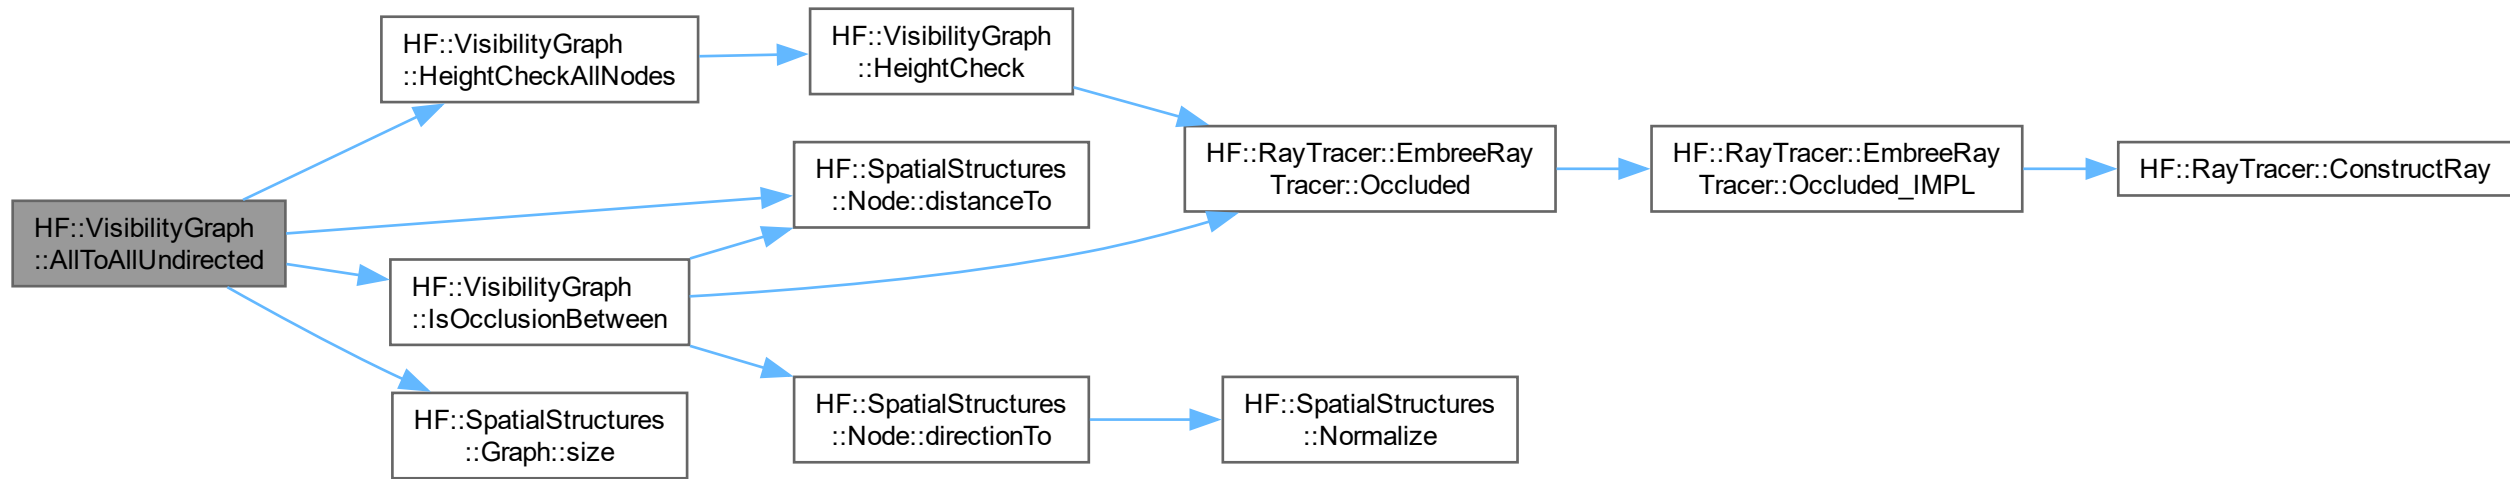 HF::VisibilityGraph
::AllToAllUndirected
HF::VisibilityGraph
::HeightCheckAllNodes
HF::VisibilityGraph
::HeightCheck
HF::SpatialStructures
::Node::distanceTo
HF::VisibilityGraph
::IsOcclusionBetween
HF::SpatialStructures
::Graph::size
HF::SpatialStructures
::Node::directionTo
HF::RayTracer::EmbreeRay
Tracer::Occluded
HF::SpatialStructures
::Normalize
HF::RayTracer::EmbreeRay
Tracer::Occluded_IMPL
HF::RayTracer::ConstructRay